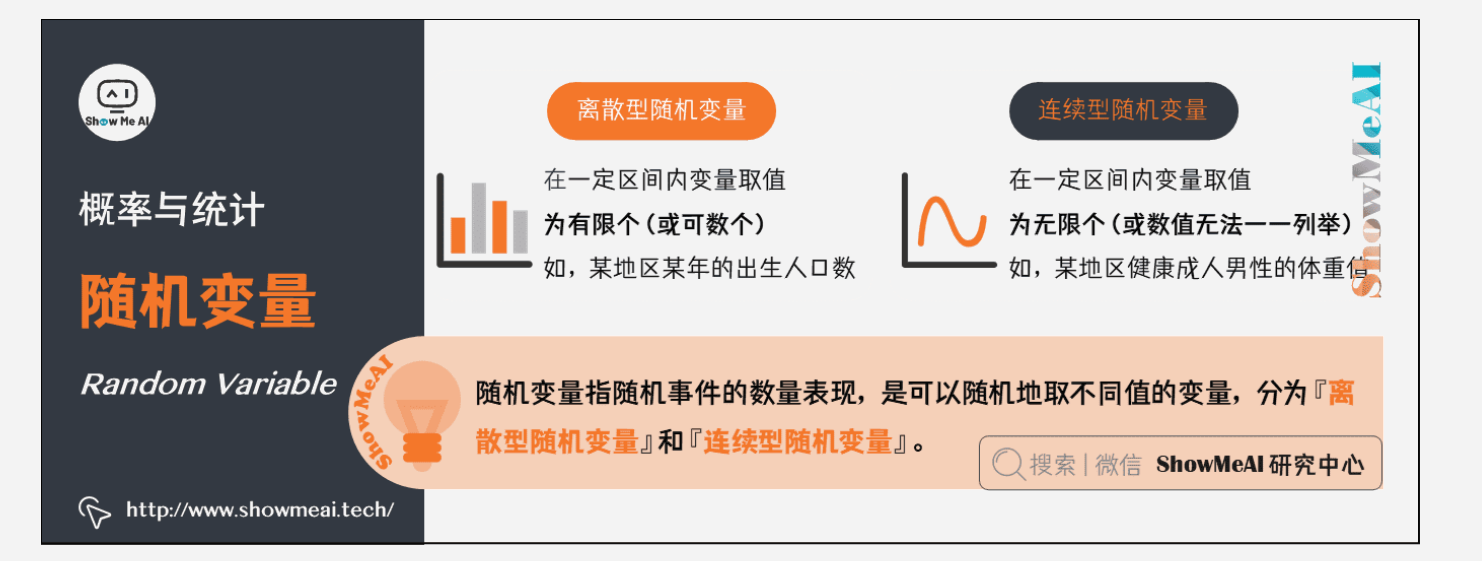 Show Me AI
概率与统计
随机变量
Random Variable
http://www.showmeai.tech/
离散型随机变量
在一定区间内变量取值
为有限个（或可数个）
如，某地区某年的出生人口数
连续型随机变量
在一定区间内变量取值
为无限个（或数值无法一一列举）
如，某地区健康成人男性的体重值
ShowMeAI
ShowMeAI
随机变量指随机事件的数量表现，是可以随机地取不同值的变量，分为『离
散型随机变量』和『连续型随机变量』。
搜索 | 微信 ShowMeAI 研究中心